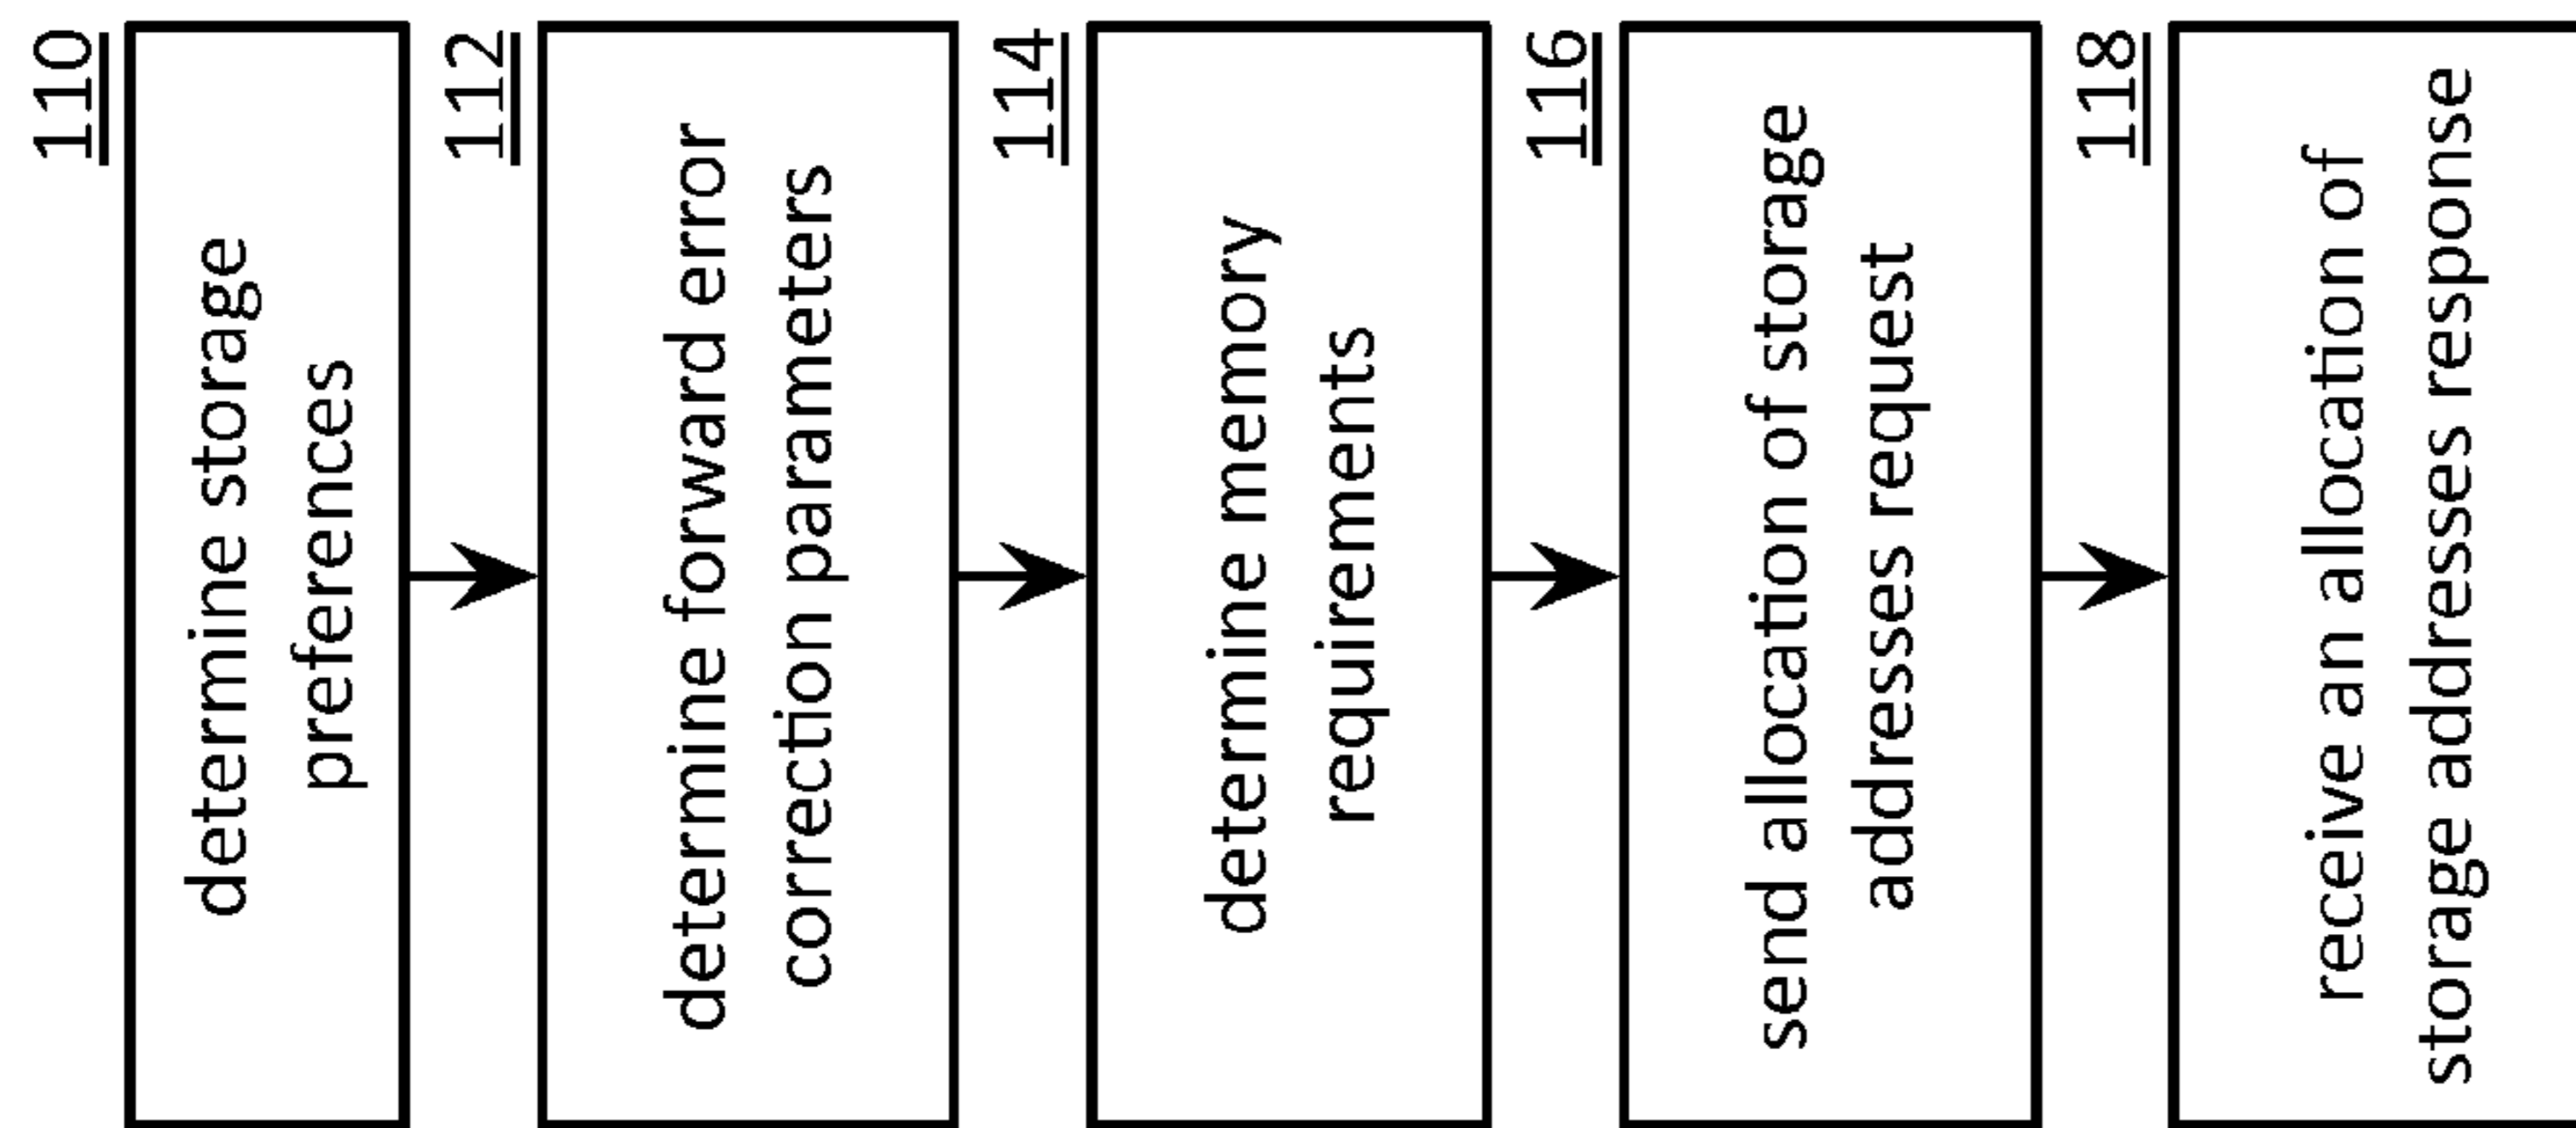 110
determine storage
preferences
112
determine forward error
correction parameters
114
determine memory
requirements
116
send allocation of storage
addresses request
118
receive an allocation of
storage addresses response